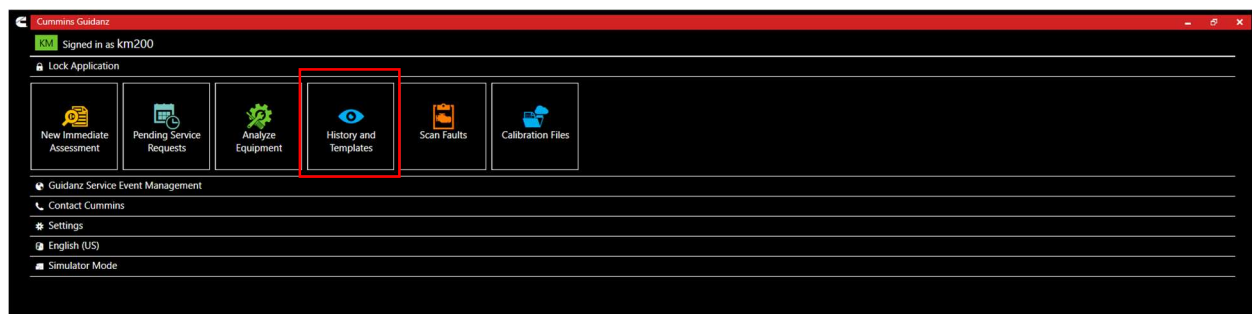 Cummins Guidanz
KM Signed in as km200
Lock Application
New Immediate
Assessment
Pending Service
Requests
Analyze
Equipment
History and
Templates
Scan Faults
Calibration Files
Guidanz Service Event Management
Contact Cummins
Settings
English (US)
Simulator Mode